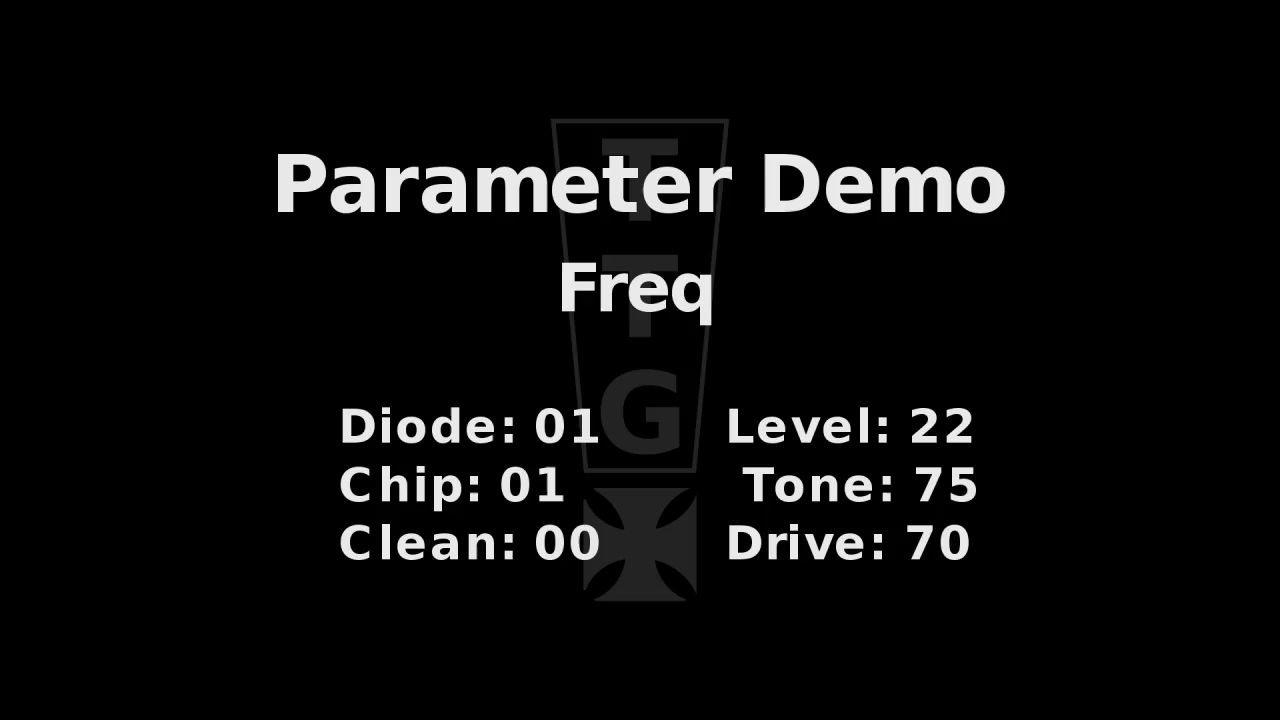 Parameter Demo
Freq
Diode: 01 Level: 22
Chip: 01 Tone: 75
Clean: 00 Drive: 70
T
T
G